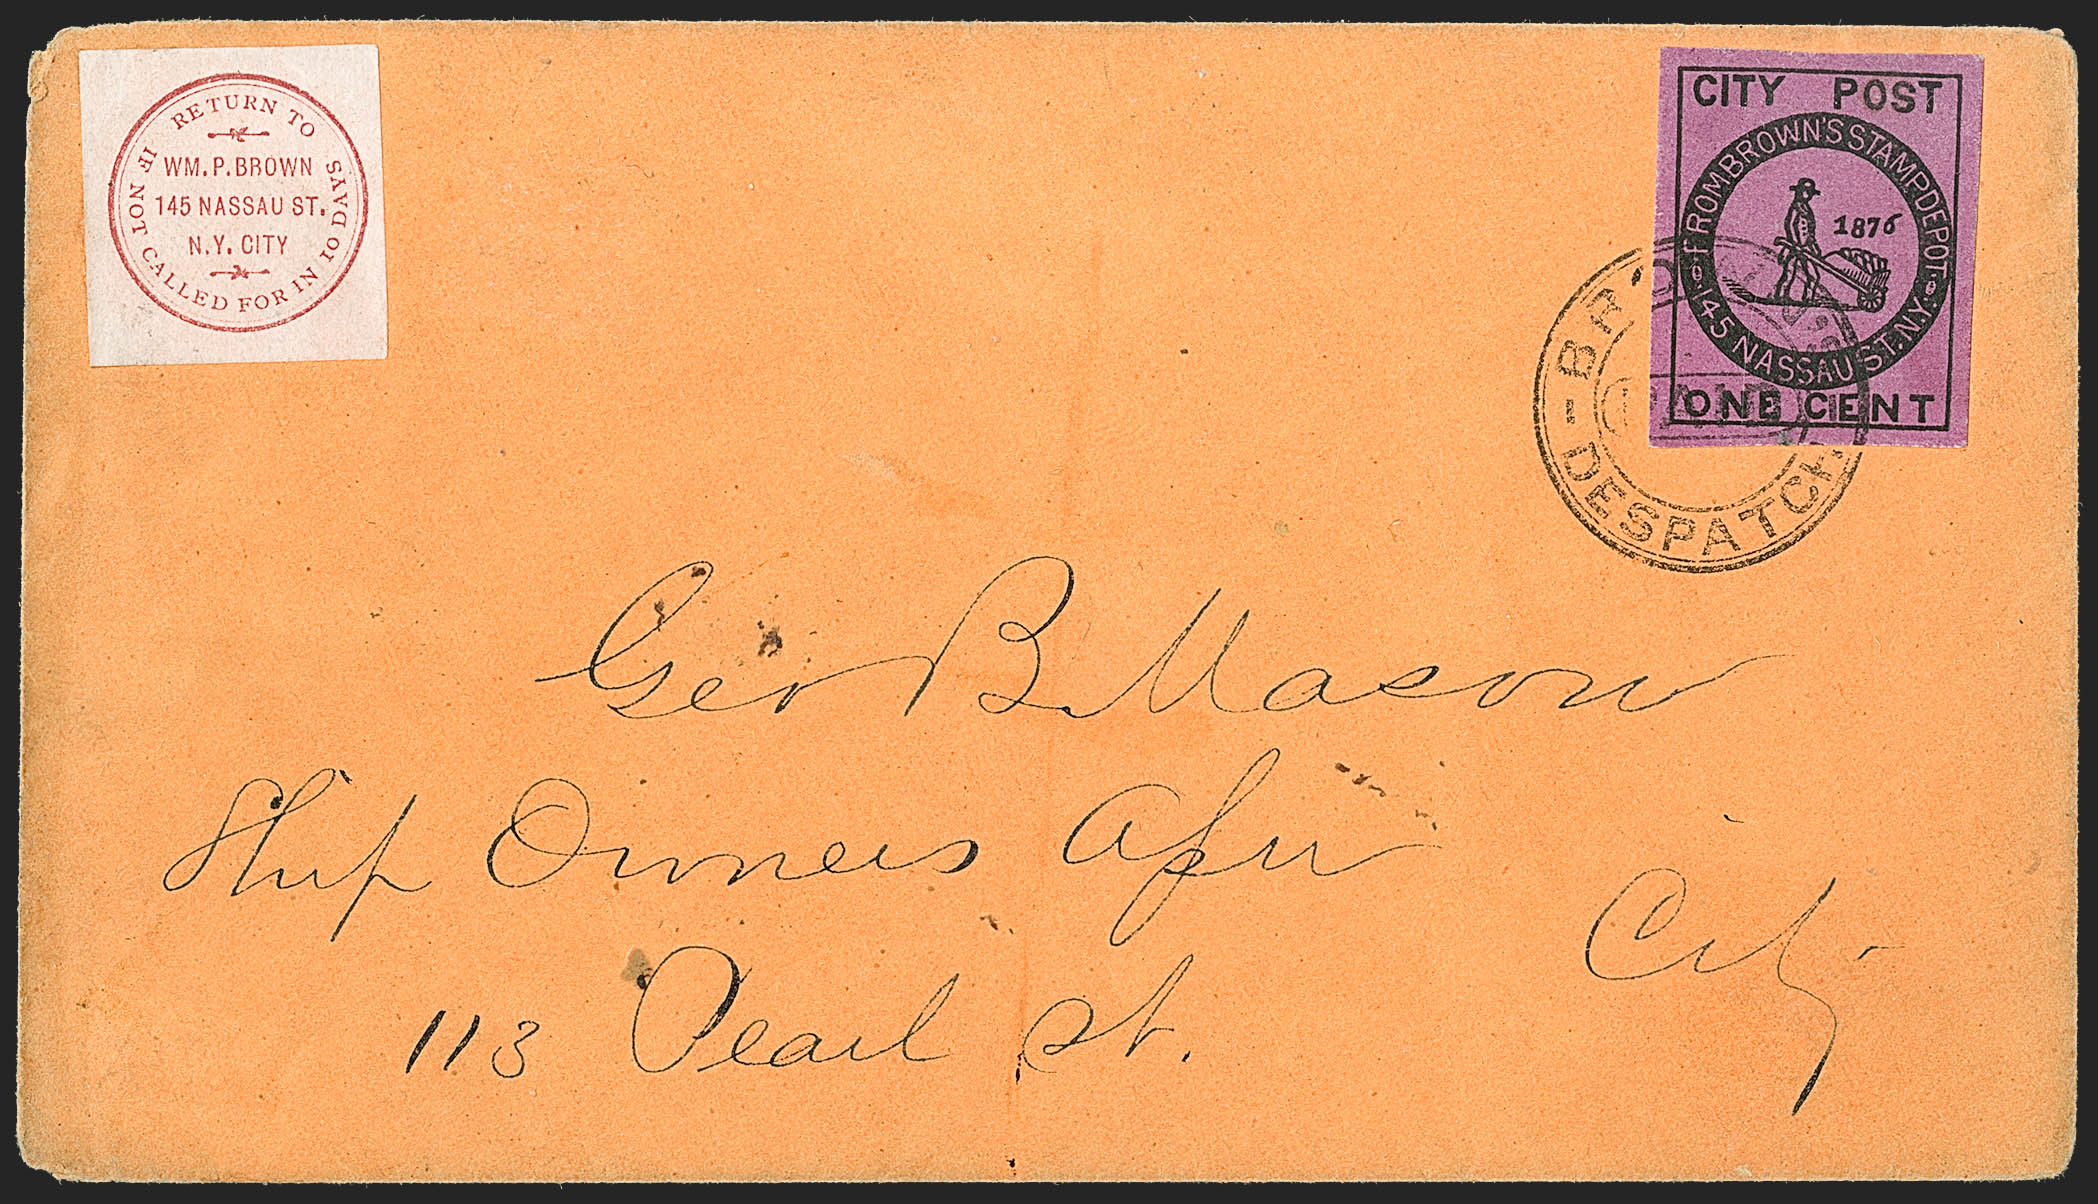 RETURN TO
WM. P. BROWN
145 NASSAU ST.
N.Y. CITY
IF NOT CALLED FOR IN 10 DAYS
CITY POST
FROM BROWN'S STAMP DEPOT.
1876
145 NASSAU ST. N.Y.
ONE CENT
BRO
DESPATCH
Geo B Mason
Ship Owners
113 Pearl st.
City